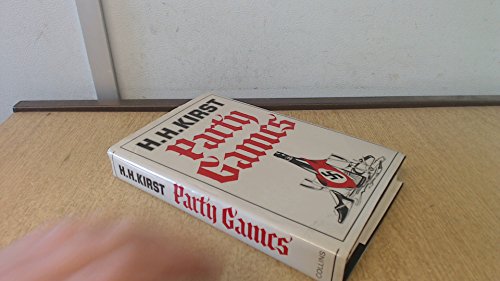 H.H.KIRST
Party
Games
H.H.KIRST Party Games COLLINS